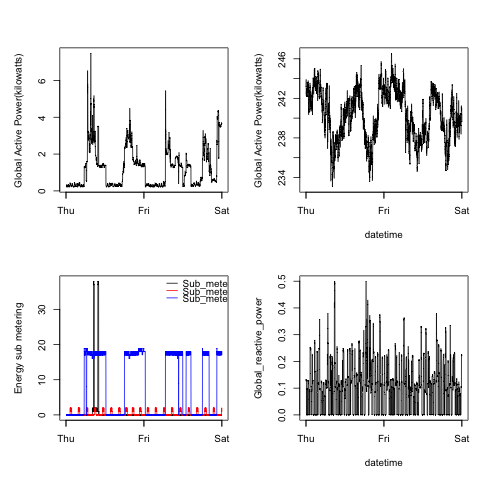 Global Active Power(kilowatts)
0 2 4 6
Thu Fri Sat
Global Active Power(kilowatts)
234 238 242 246
Thu Fri Sat
datetime
Energy sub metering
0 10 20 30
Sub_mete
Sub_mete
Sub_mete
Thu Fri Sat
Global_reactive_power
0.0 0.1 0.2 0.3 0.4 0.5
Thu Fri Sat
datetime